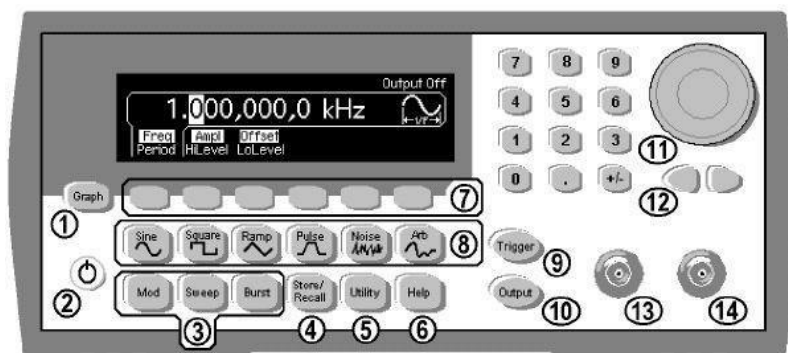 Output Off
1.000,000,0 kHz
1/F
Freq Ampl Offset
Period HiLevel LoLevel
7 8 9
4 5 6
1 2 3
0 . +/-
11
12
Graph
1
7
Sine Square Ramp Pulse Noise Arb
8
2
Mod Sweep Burst Store/Recall Utility Help
3 4 5 6
Trigger
9
Output
10
13 14